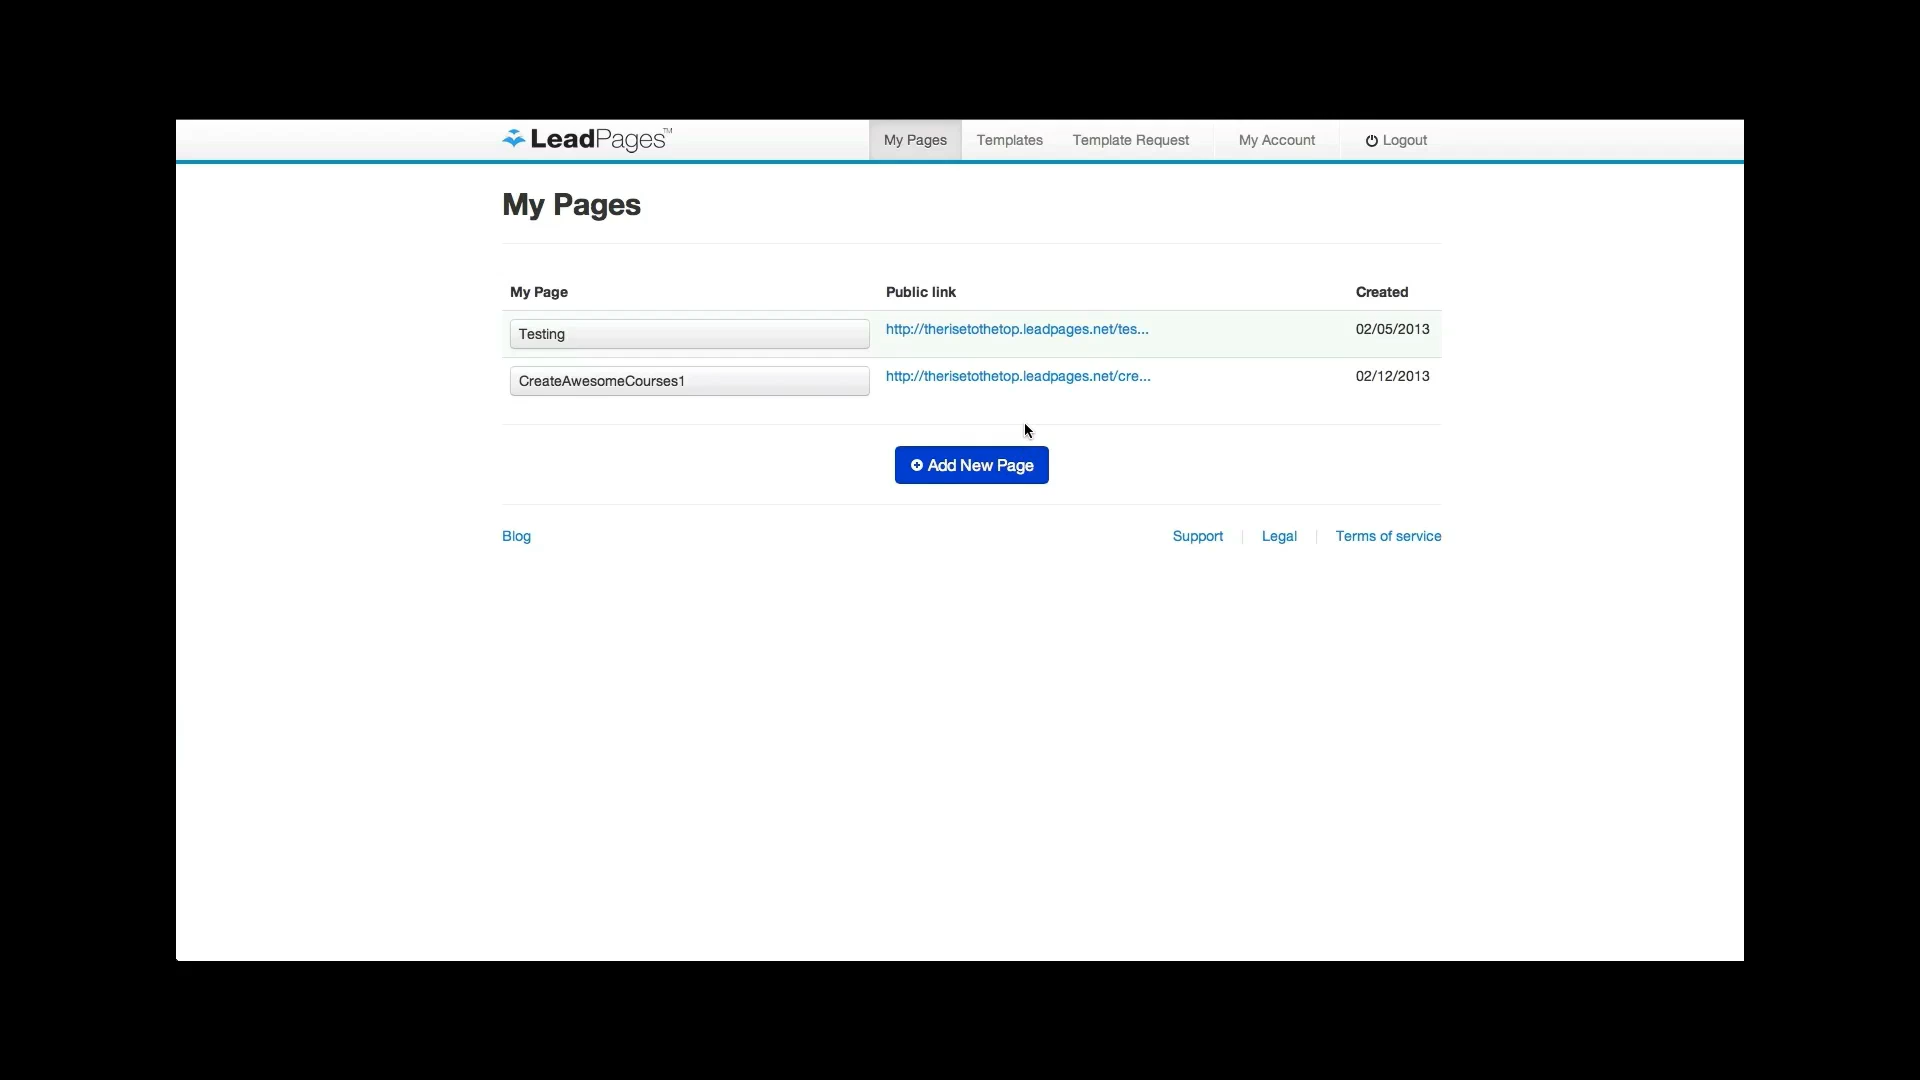 LeadPages™ My Pages Templates Template Request My Account Logout
My Pages
My Page Public link Created
Testing http://therisetothetop.leadpages.net/tes... 02/05/2013
CreateAwesomeCourses1 http://therisetothetop.leadpages.net/cre... 02/12/2013
Add New Page
Blog Support Legal Terms of service